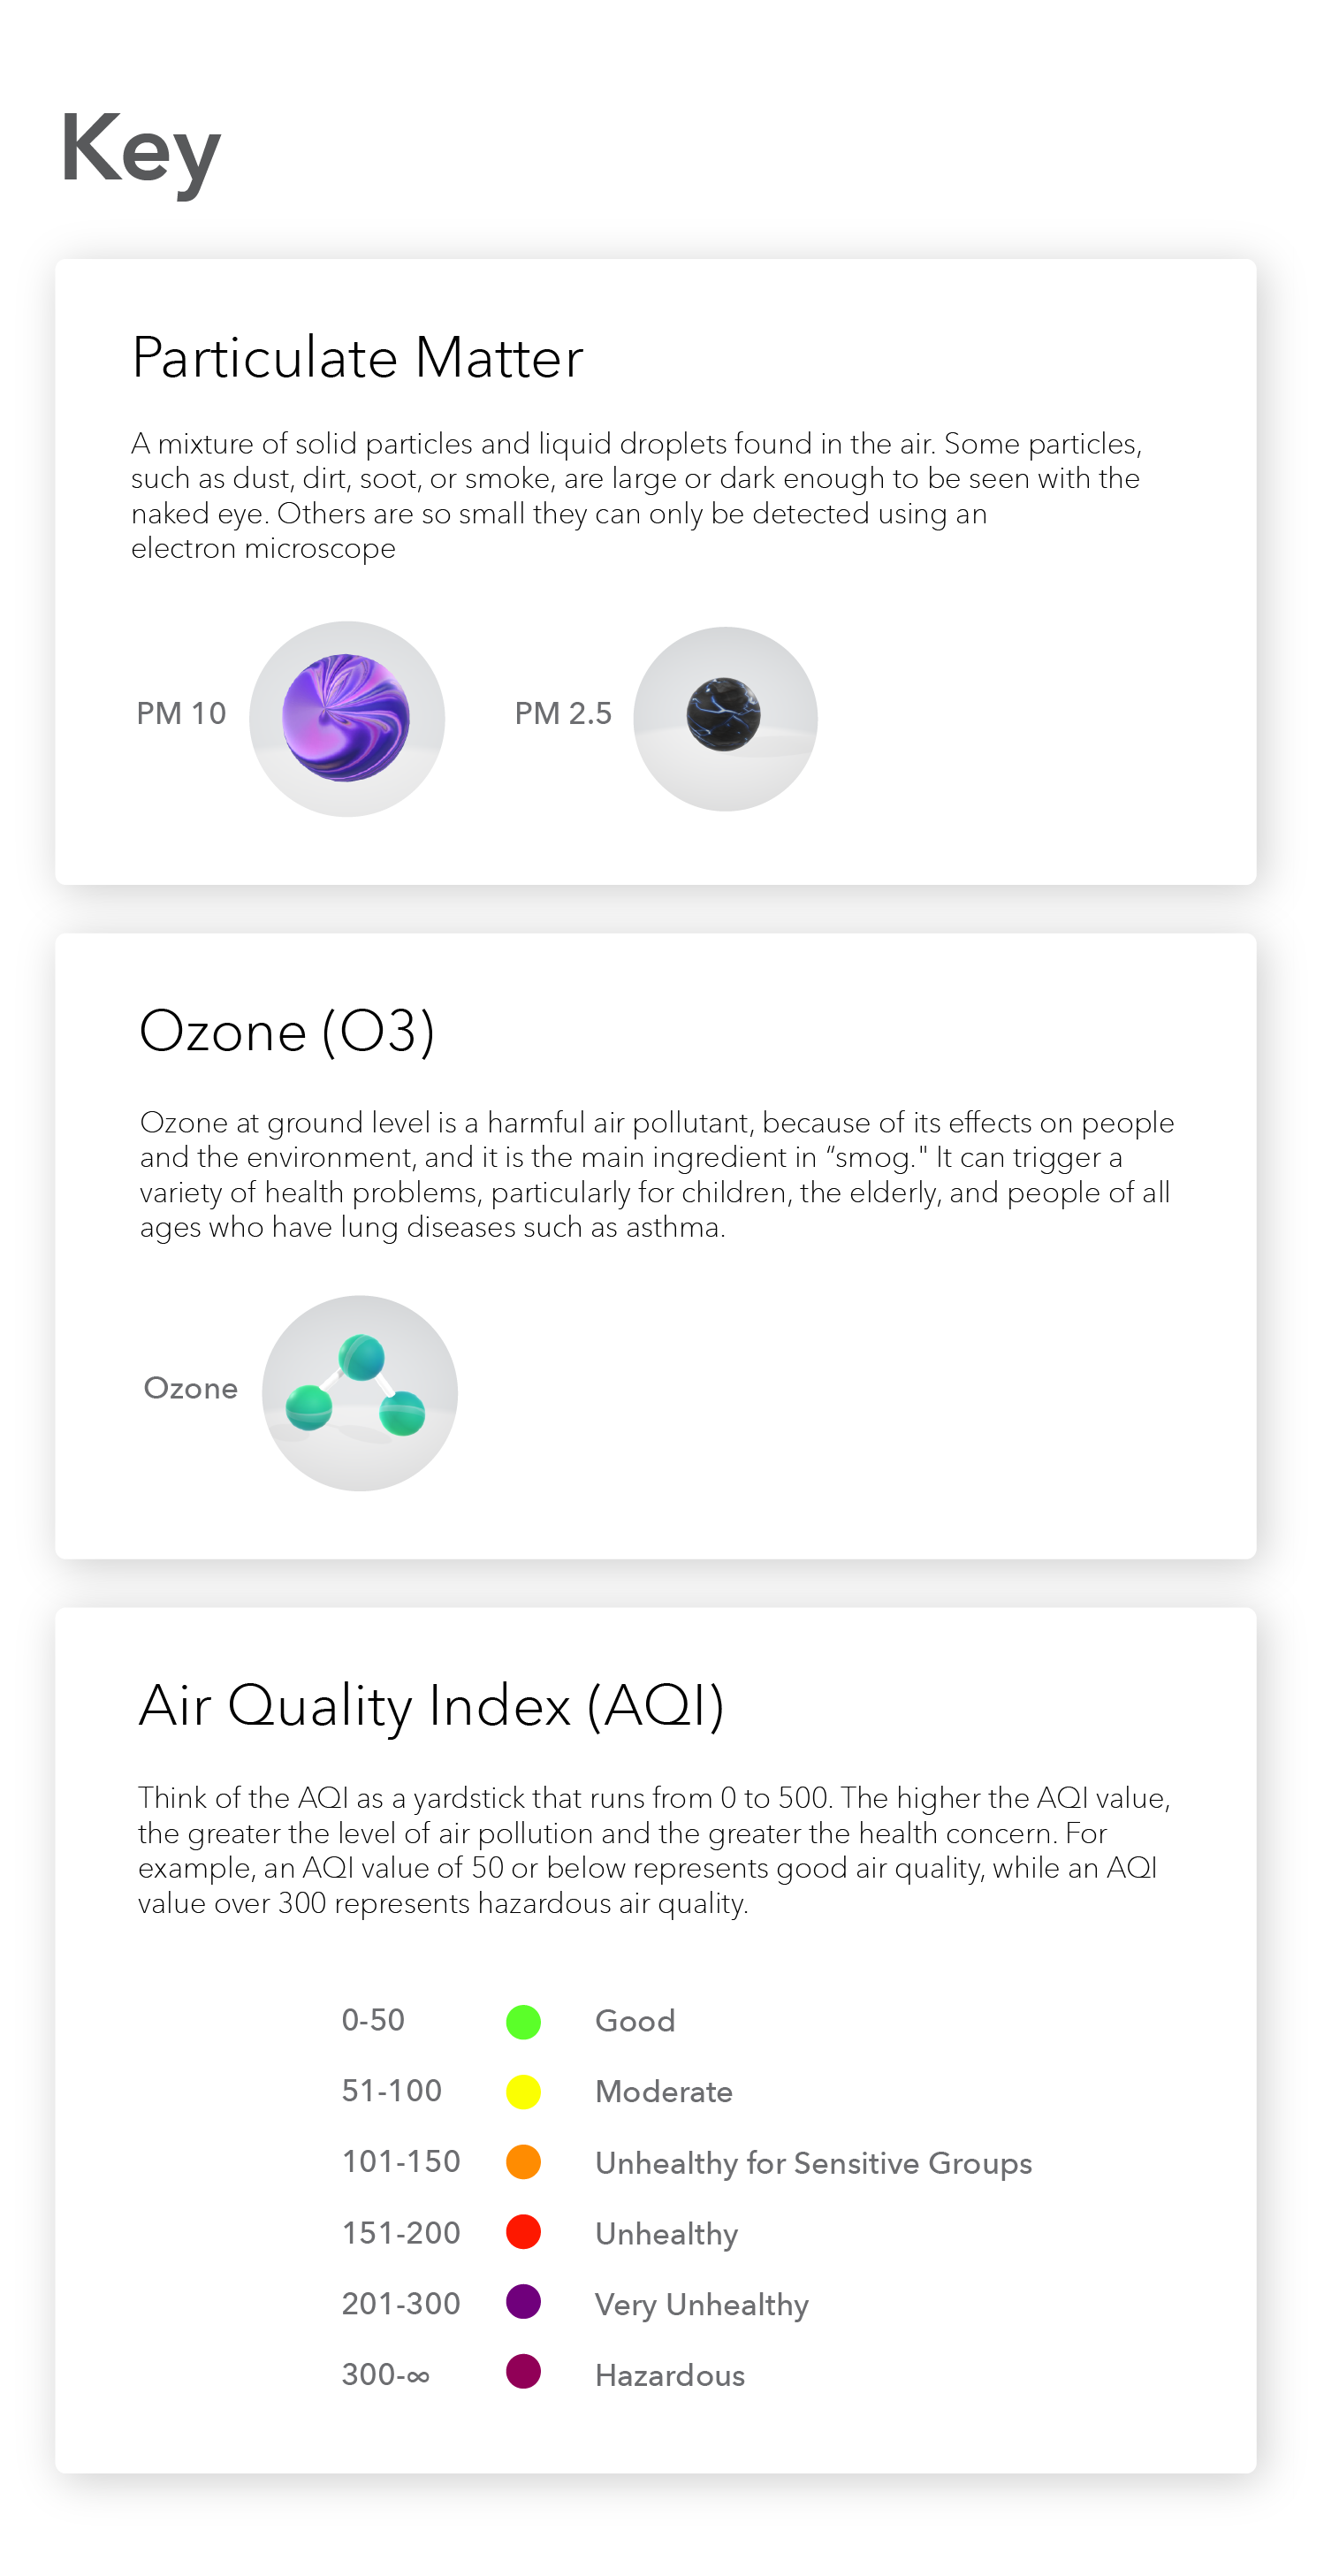 Key
Particulate Matter
A mixture of solid particles and liquid droplets found in the air. Some particles,
such as dust, dirt, soot, or smoke, are large or dark enough to be seen with the
naked eye. Others are so small they can only be detected using an
electron microscope
PM 10
PM 2.5
Ozone (O3)
Ozone at ground level is a harmful air pollutant, because of its effects on people
and the environment, and it is the main ingredient in “smog." It can trigger a
variety of health problems, particularly for children, the elderly, and people of all
ages who have lung diseases such as asthma.
Ozone
Air Quality Index (AQI)
Think of the AQI as a yardstick that runs from 0 to 500. The higher the AQI value,
the greater the level of air pollution and the greater the health concern. For
example, an AQI value of 50 or below represents good air quality, while an AQI
value over 300 represents hazardous air quality.
0-50 Good
51-100 Moderate
101-150 Unhealthy for Sensitive Groups
151-200 Unhealthy
201-300 Very Unhealthy
300-∞ Hazardous